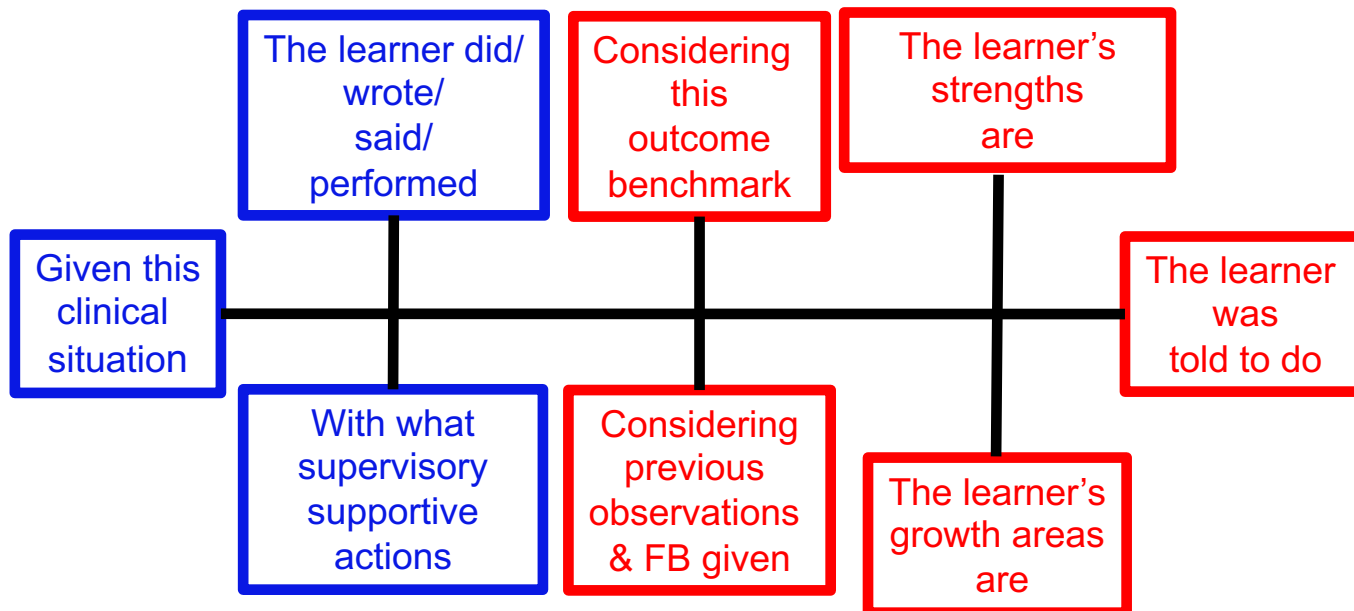 Given this
clinical
situation
The learner did/
wrote/
said/
performed
With what
supervisory
supportive
actions
Considering
this
outcome
benchmark
Considering
previous
observations
& FB given
The learner’s
strengths
are
The learner’s
growth areas
are
The learner
was
told to do